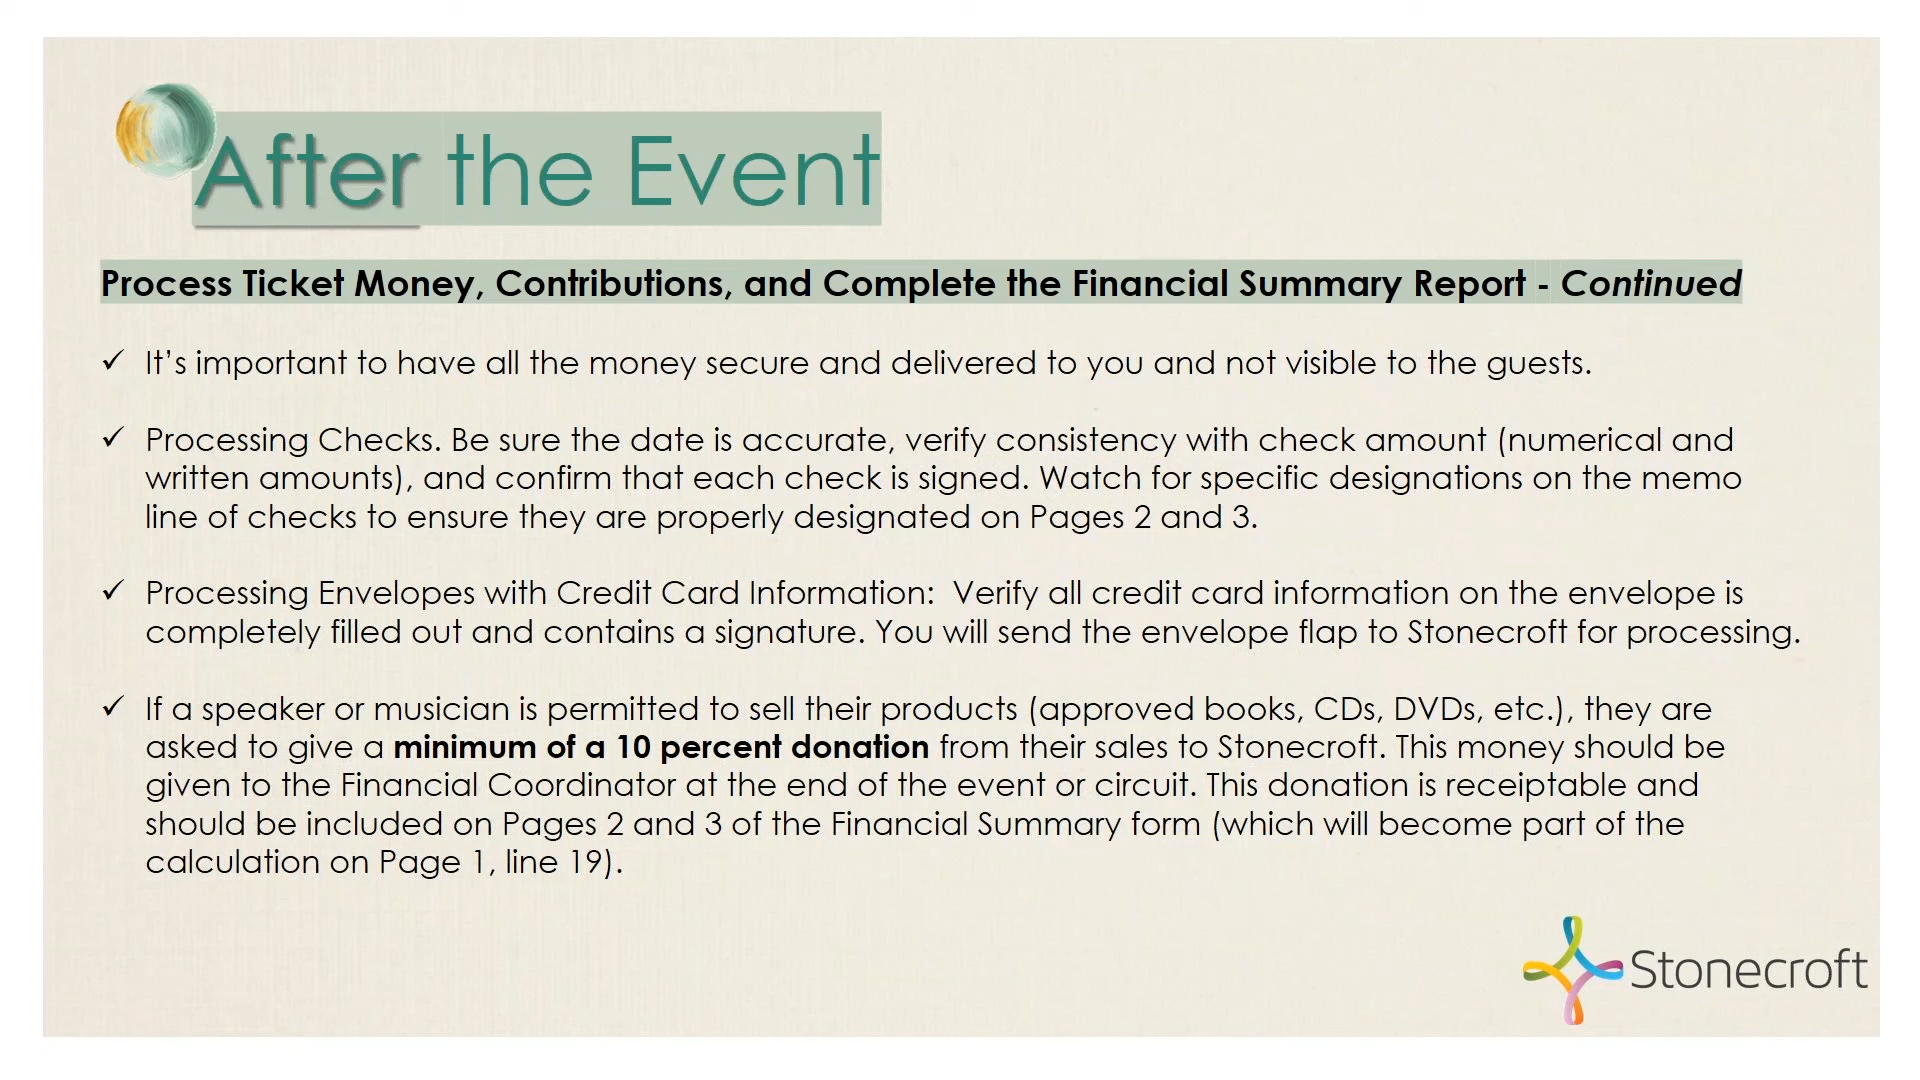 After the Event
Process Ticket Money, Contributions, and Complete the Financial Summary Report - Continued
✓ It’s important to have all the money secure and delivered to you and not visible to the guests.
✓ Processing Checks. Be sure the date is accurate, verify consistency with check amount (numerical and
written amounts), and confirm that each check is signed. Watch for specific designations on the memo
line of checks to ensure they are properly designated on Pages 2 and 3.
✓ Processing Envelopes with Credit Card Information:  Verify all credit card information on the envelope is
completely filled out and contains a signature. You will send the envelope flap to Stonecroft for processing.
✓ If a speaker or musician is permitted to sell their products (approved books, CDs, DVDs, etc.), they are
asked to give a minimum of a 10 percent donation from their sales to Stonecroft. This money should be
given to the Financial Coordinator at the end of the event or circuit. This donation is receiptable and
should be included on Pages 2 and 3 of the Financial Summary form (which will become part of the
calculation on Page 1, line 19).
Stonecroft